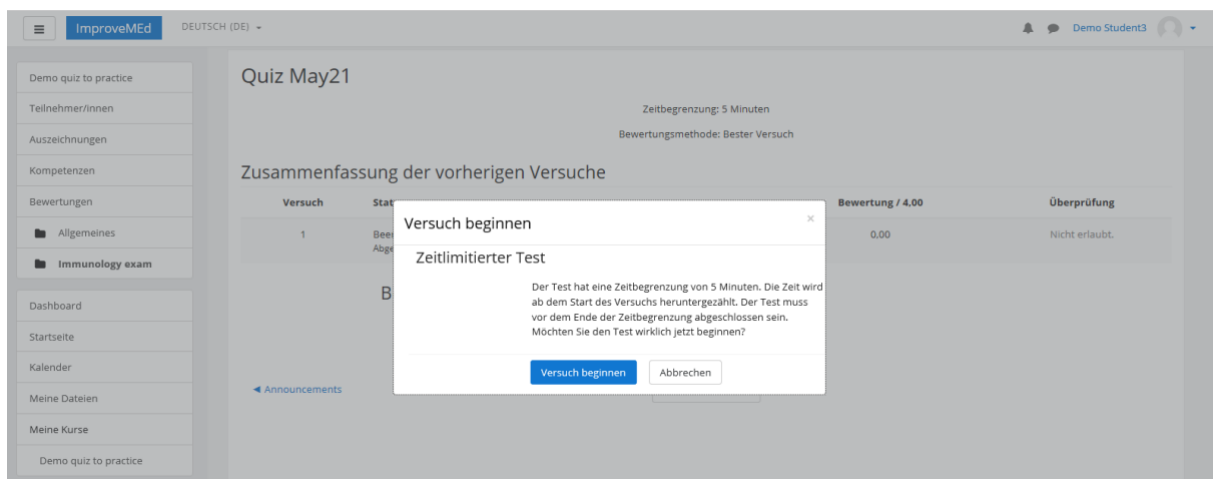 ImproveMEd DEUTSCH (DE) Demo Student3
Demo quiz to practice
Teilnehmer/innen
Auszeichnungen
Kompetenzen
Bewertungen
Allgemeines
Immunology exam
Dashboard
Startseite
Kalender
Meine Dateien
Meine Kurse
Demo quiz to practice
Quiz May21
Zeitbegrenzung: 5 Minuten
Bewertungsmethode: Bester Versuch
Zusammenfassung der vorherigen Versuche
Versuch Bewertung / 4,00 Überprüfung
1 0,00 Nicht erlaubt.
B
Versuch beginnen ×
Zeitlimitierter Test
Der Test hat eine Zeitbegrenzung von 5 Minuten. Die Zeit wird
ab dem Start des Versuchs heruntergezählt. Der Test muss
vor dem Ende der Zeitbegrenzung abgeschlossen sein.
Möchten Sie den Test wirklich jetzt beginnen?
Versuch beginnen Abbrechen
◄ Announcements